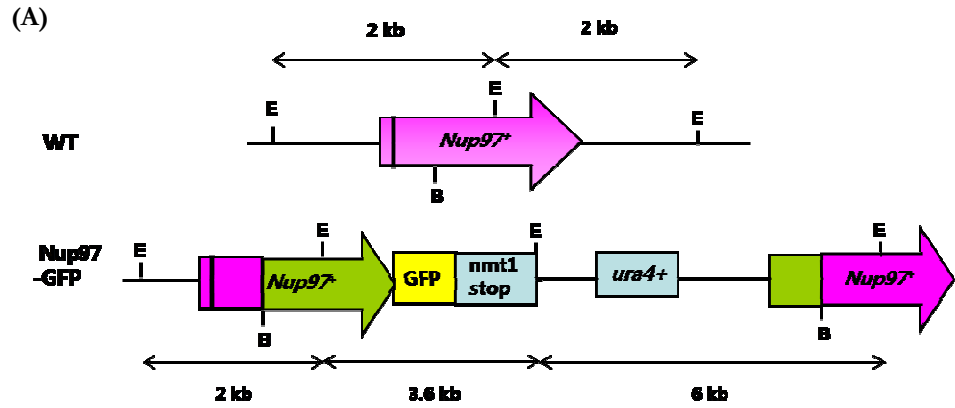 (A)
2 kb 2 kb
E E E
WT Nup97⁺
B
Nup97
-GFP
E E E E
Nup97⁺ GFP nmt1
stop
ura4+ Nup97⁺
B B
2 kb 3.6 kb 6 kb